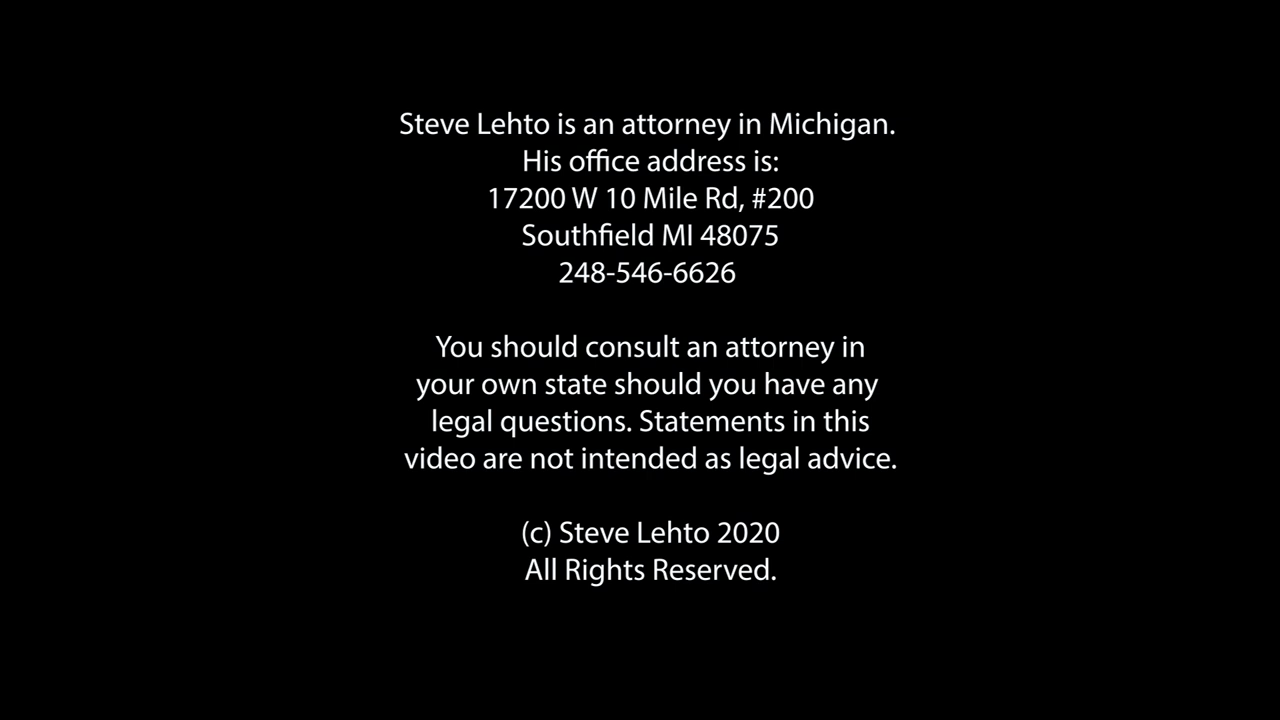 Steve Lehto is an attorney in Michigan.
His office address is:
17200 W 10 Mile Rd, #200
Southfield MI 48075
248-546-6626
You should consult an attorney in
your own state should you have any
legal questions. Statements in this
video are not intended as legal advice.
(c) Steve Lehto 2020
All Rights Reserved.